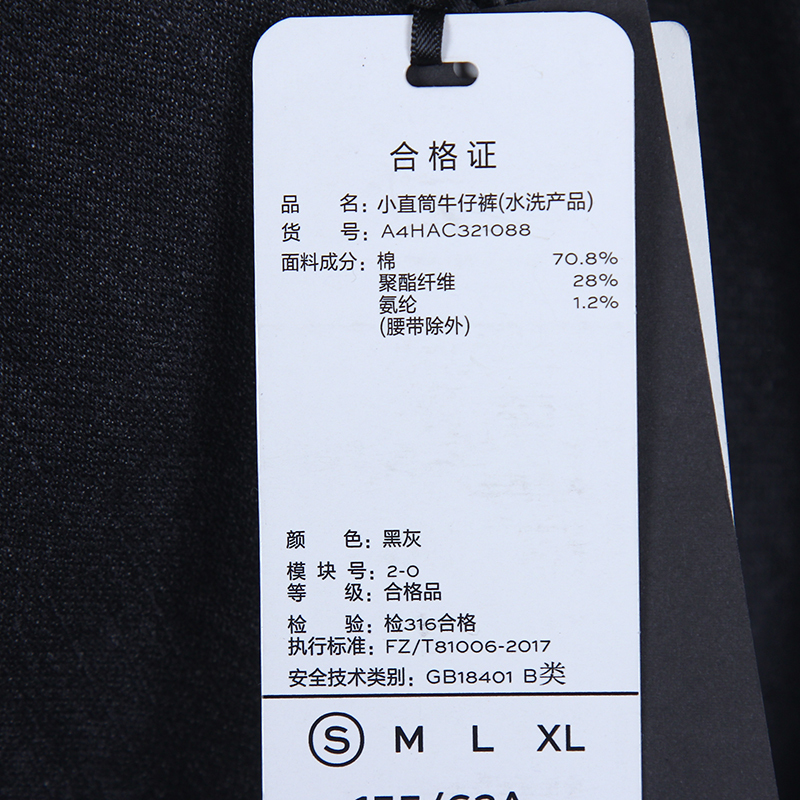 合格证
品 名：小直筒牛仔裤(水洗产品)
货 号：A4HAC321088
面料成分：棉 70.8%
聚酯纤维 28%
氨纶 1.2%
(腰带除外)
颜 色：黑灰
模 块 号：2-0
等 级：合格品
检 验：检316合格
执行标准：FZ/T81006-2017
安全技术类别：GB18401 B类
S M L XL